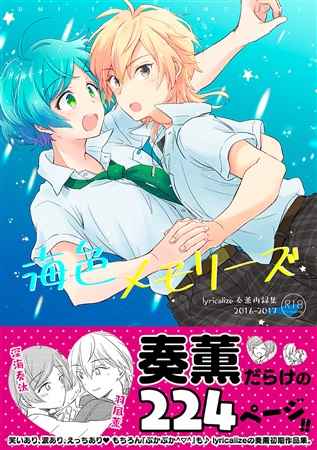 海色メモリーズ
lyricalize 奏薫再録集
2016-2017
R18
深海奏汰
羽風薫
奏薫だらけの
224ページ!!
笑いあり、涙あり、えっちあり♥もちろん「ぷかぷか^▽^」も♪lyricalizeの奏薫初期作品集。